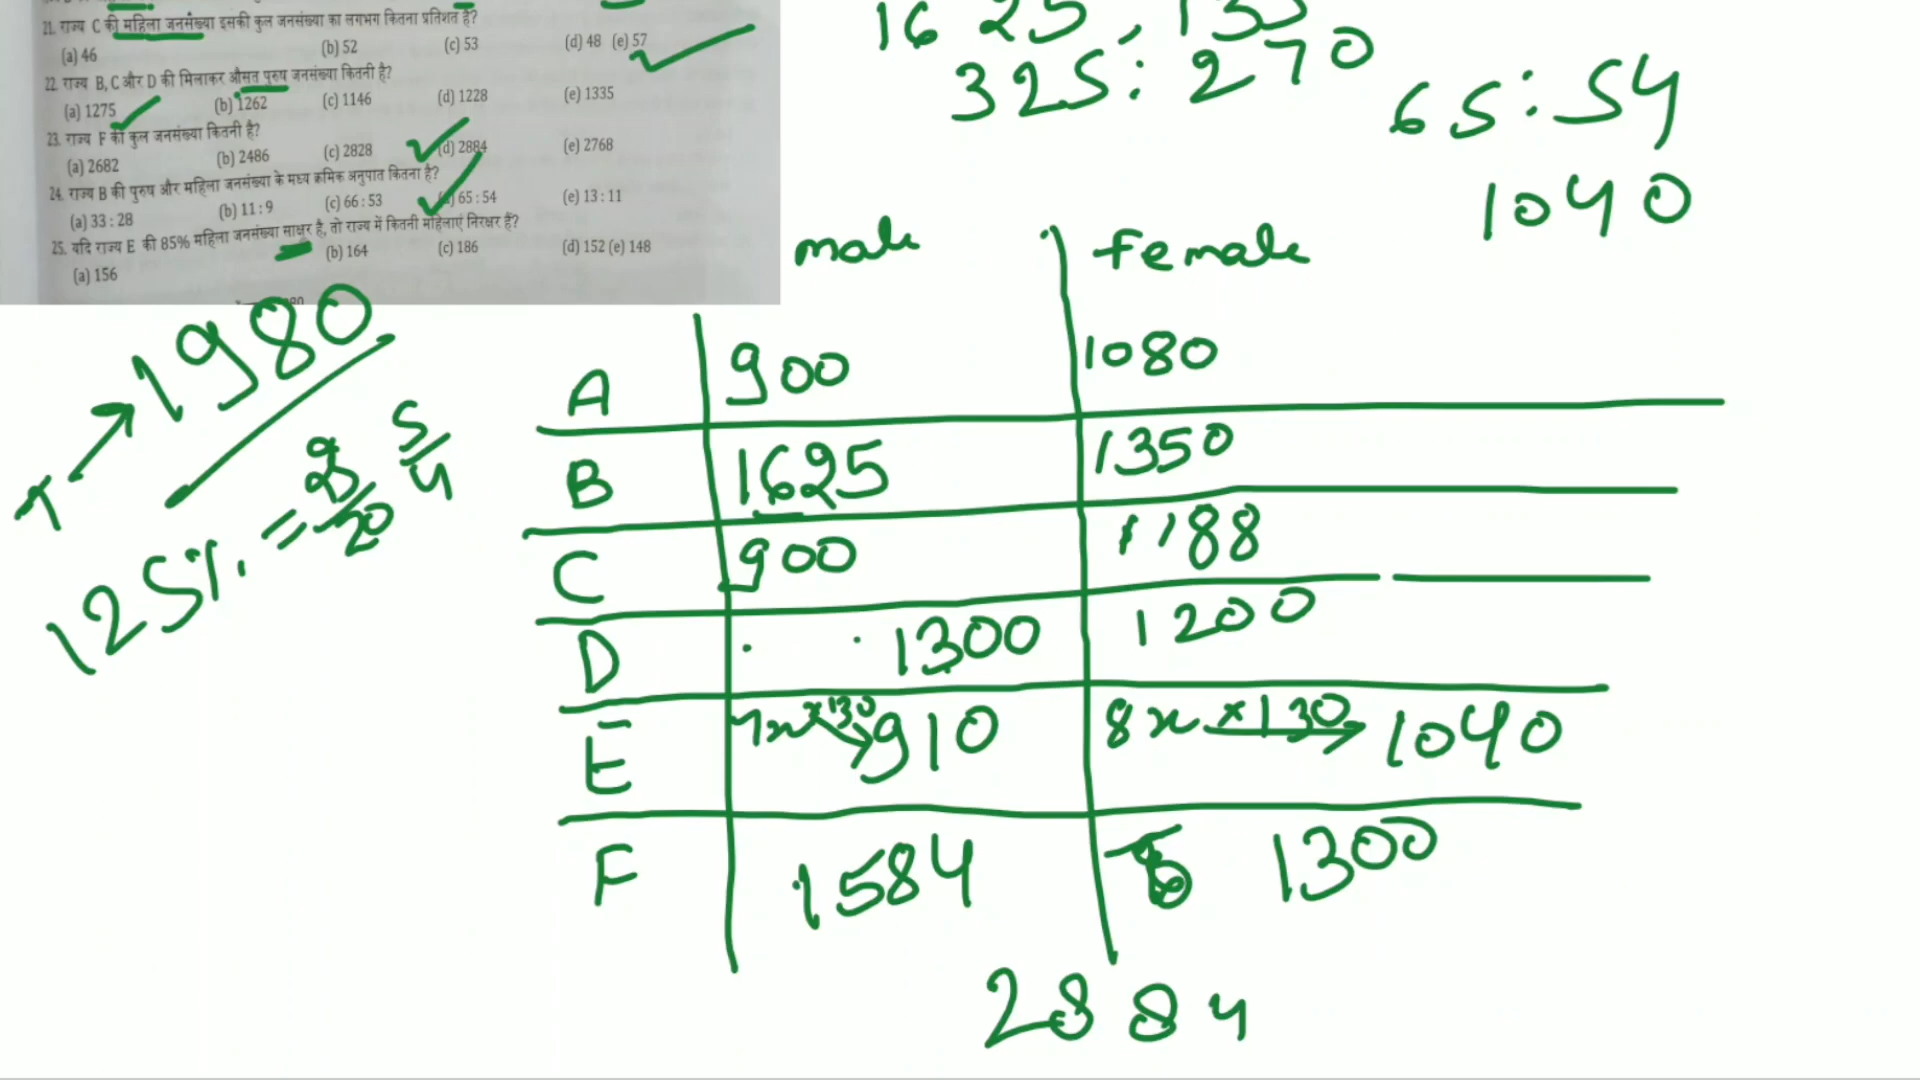 21. राज्य C की महिला जनसंख्या इसकी कुल जनसंख्या का लगभग कितना प्रतिशत है?
(a) 46 (b) 52 (c) 53 (d) 48 (e) 57
22. राज्य B, C और D की मिलाकर औसत पुरुष जनसंख्या कितनी है?
(a) 1275 (b) 1262 (c) 1146 (d) 1228 (e) 1335
23. राज्य F की कुल जनसंख्या कितनी है?
(a) 2682 (b) 2486 (c) 2828 (d) 2884 (e) 2768
24. राज्य B की पुरुष और महिला जनसंख्या के मध्य क्रमिक अनुपात कितना है?
(a) 33 : 28 (b) 11 : 9 (c) 66 : 53 65 : 54 (e) 13 : 11
25. यदि राज्य E की 85% महिला जनसंख्या साक्षर है, तो राज्य में कितनी महिलाएं निरक्षर हैं?
(a) 156 (b) 164 (c) 186 (d) 152 (e) 148
325 : 270
65 : 54
1040
male female
1980
125% = 5/4
A 900 1080
B 1625 1350
C 900 1188
D 1300 1200
E 7x ×130 910 8x ×130 1040
F 1584 1300
2884